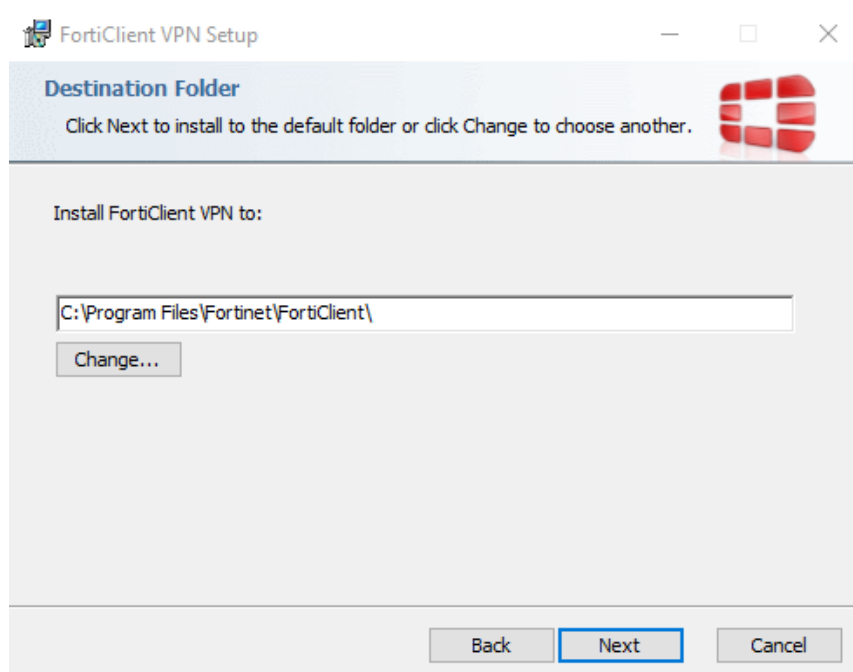 FortiClient VPN Setup
Destination Folder
Click Next to install to the default folder or click Change to choose another.
Install FortiClient VPN to:
C:\Program Files\Fortinet\FortiClient\
Change...
Back Next Cancel